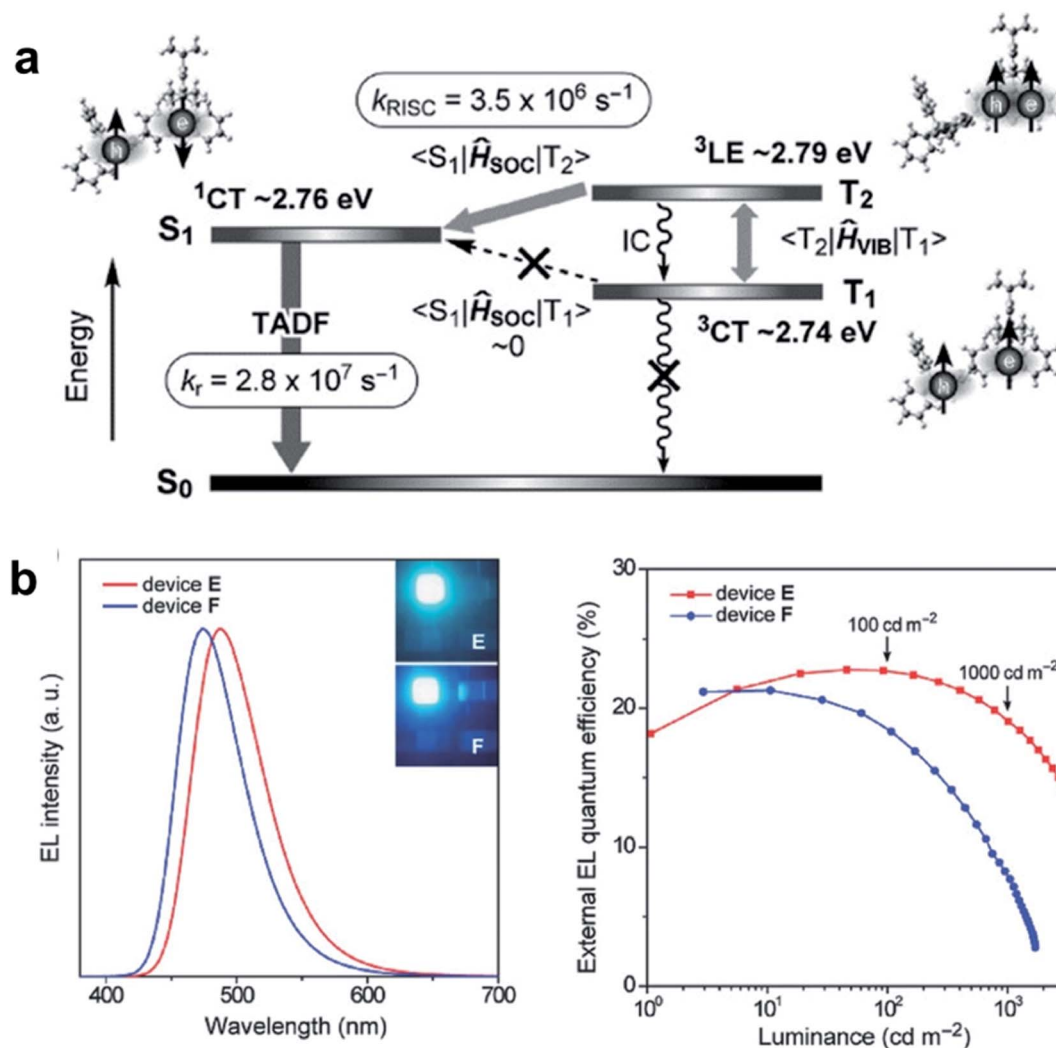 a
h
e
kRISC = 3.5 x 10⁶ s⁻¹
<S₁|ĤSOC|T₂>
³LE ~2.79 eV
h e
¹CT ~2.76 eV
T₂
S₁
IC
<T₂|ĤVIB|T₁>
T₁
<S₁|ĤSOC|T₁>
~0
³CT ~2.74 eV
TADF
h
e
kr = 2.8 x 10⁷ s⁻¹
Energy
S₀
b
device E
device F
E
F
EL intensity (a. u.)
400 500 600 700
Wavelength (nm)
device E
device F
100 cd m⁻²
1000 cd m⁻²
External EL quantum efficiency (%)
30
20
10
0
10⁰ 10¹ 10² 10³
Luminance (cd m⁻²)